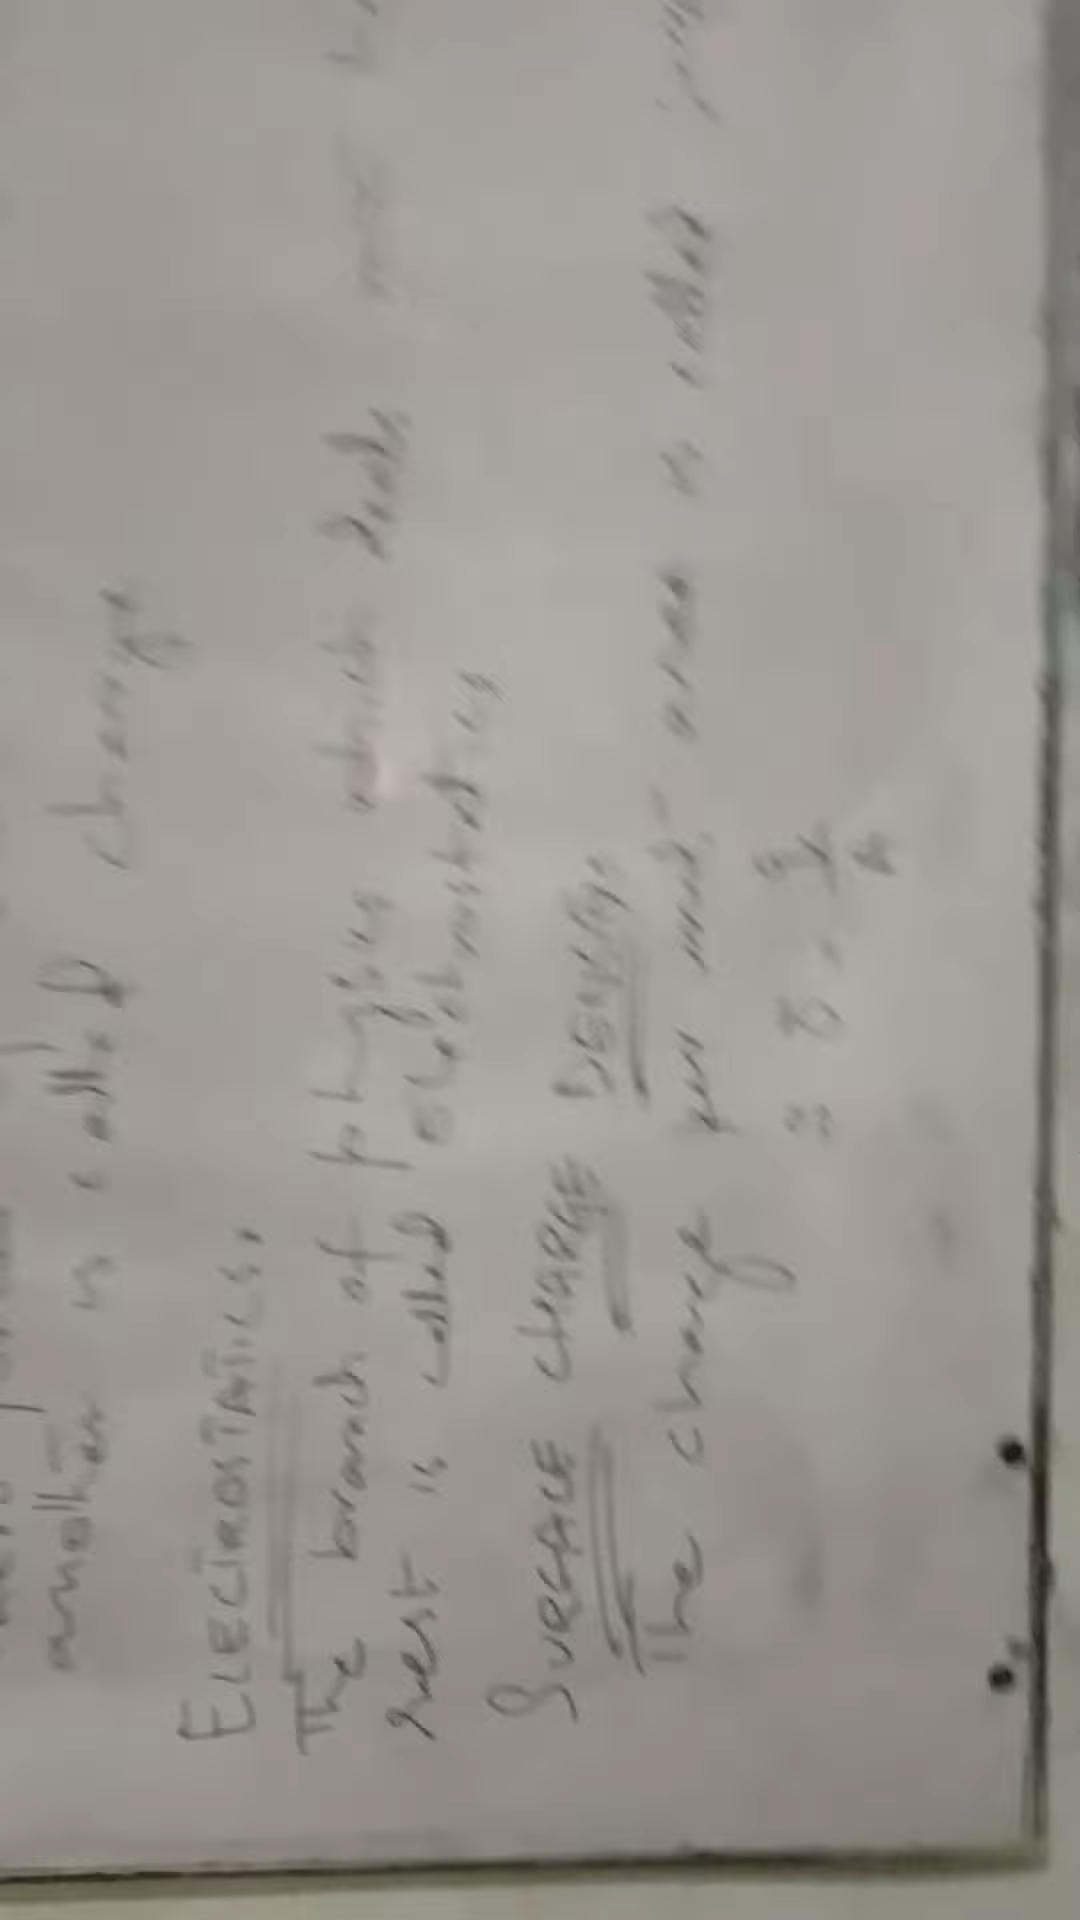 another is called charge
ELECTROSTATICS.
The branch of physics which deals
rest is called Electrostatics
SURFACE CHARGE DENSITY
The charge per unit area is called
σ = q/A